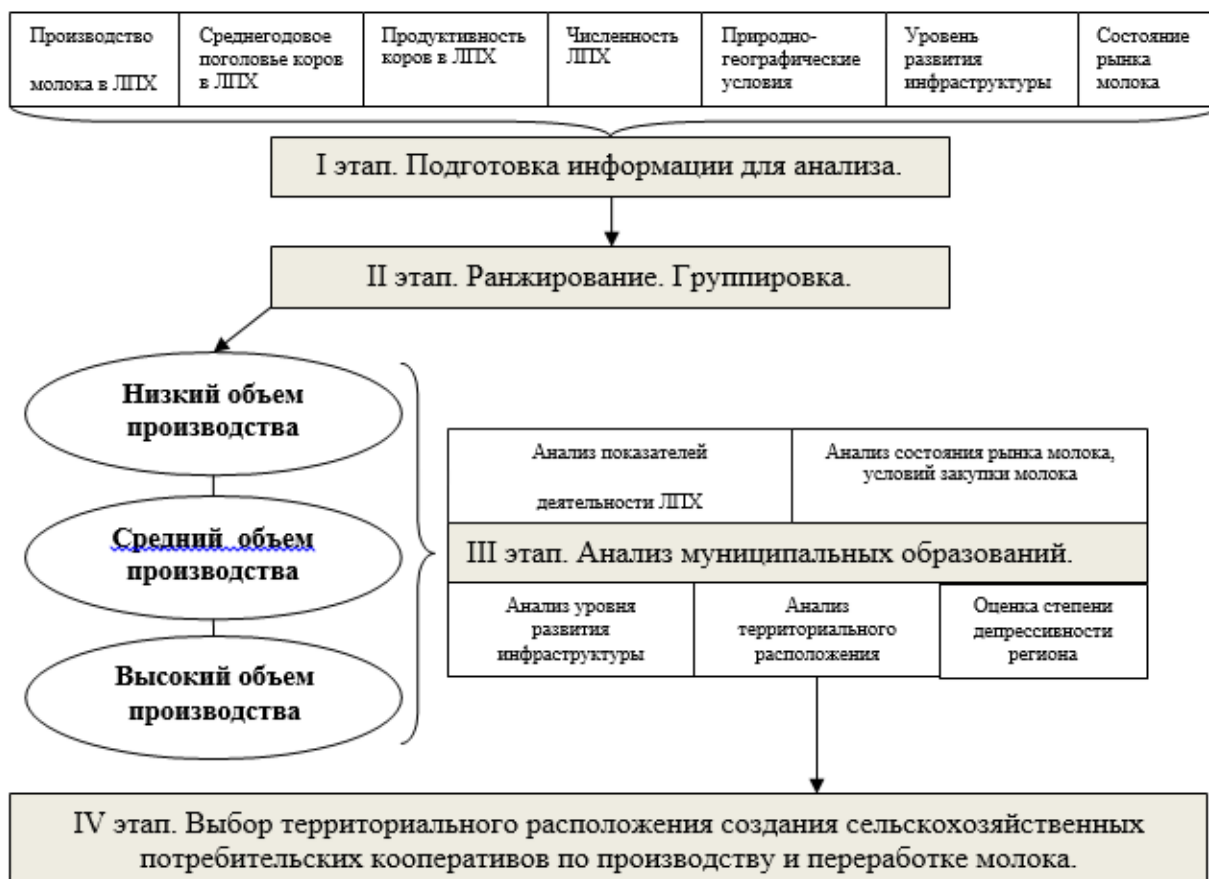 Производство
молока в ЛПХ
Среднегодовое
поголовье коров
в ЛПХ
Продуктивность
коров в ЛПХ
Численность
ЛПХ
Природно-
географические
условия
Уровень
развития
инфраструктуры
Состояние
рынка
молока
I этап. Подготовка информации для анализа.
II этап. Ранжирование. Группировка.
Низкий объем
производства
Средний объем
производства
Высокий объем
производства
Анализ показателей
деятельности ЛПХ
Анализ состояния рынка молока,
условий закупки молока
III этап. Анализ муниципальных образований.
Анализ уровня
развития
инфраструктуры
Анализ
территориального
расположения
Оценка степени
депрессивности
региона
IV этап. Выбор территориального расположения создания сельскохозяйственных
потребительских кооперативов по производству и переработке молока.